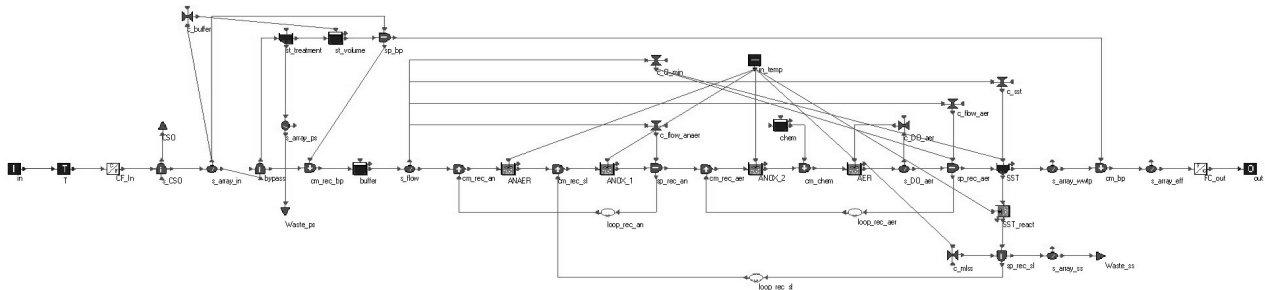 c_buffer
st_treatment
st_volume
sp_bp
c_Q_min
in_temp
c_sst
c_flow_aer
CSO
s_array_ps
c_flow_anaer
chem
c_DO_aer
I
in
T
T
CF_In
s_CSO
s_array_in
bypass
cm_rec_bp
buffer
s_flow
cm_rec_an
ANAER
cm_rec_sl
ANOX_1
sp_rec_an
cm_rec_aer
ANOX_2
cm_chem
AER
s_DO_aer
sp_rec_aer
SST
s_array_wwtp
cm_bp
s_array_eff
FC_out
O
out
Waste_ps
loop_rec_an
loop_rec_aer
SST_react
c_mlss
sp_rec_sl
s_array_ss
Waste_ss
loop_rec_sl